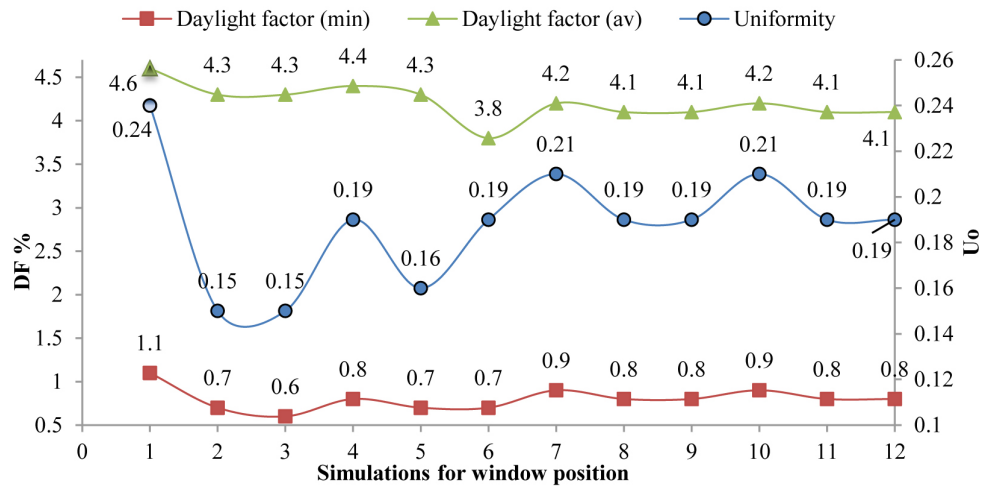 Daylight factor (min) Daylight factor (av) Uniformity
4.5 0.26
4.6 4.3 4.3 4.4 4.3 3.8 4.2 4.1 4.1 4.2 4.1 4.1
4 0.24
0.24 0.15 0.15 0.19 0.16 0.19 0.21 0.19 0.19 0.21 0.19 0.19
3.5 0.22
3 0.2
2.5 0.18
2 0.16
1.5 0.14
1.1 0.7 0.6 0.8 0.7 0.7 0.9 0.8 0.8 0.9 0.8 0.8
1 0.12
0.5 0.1
DF %
Uo
0 1 2 3 4 5 6 7 8 9 10 11 12
Simulations for window position